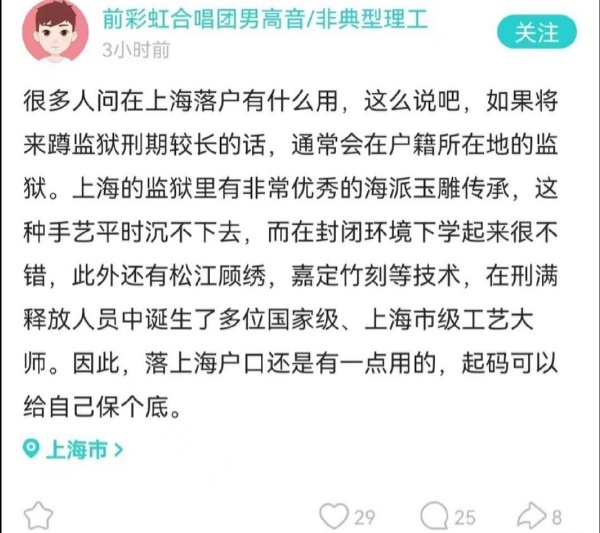 前彩虹合唱团男高音/非典型理工
关注
3小时前
很多人问在上海落户有什么用，这么说吧，如果将
来蹲监狱刑期较长的话，通常会在户籍所在地的监
狱。上海的监狱里有非常优秀的海派玉雕传承，这
种手艺平时沉不下去，而在封闭环境下学起来很不
错，此外还有松江顾绣，嘉定竹刻等技术，在刑满
释放人员中诞生了多位国家级、上海市级工艺大
师。因此，落上海户口还是有一点用的，起码可以
给自己保个底。
上海市
29 25 8